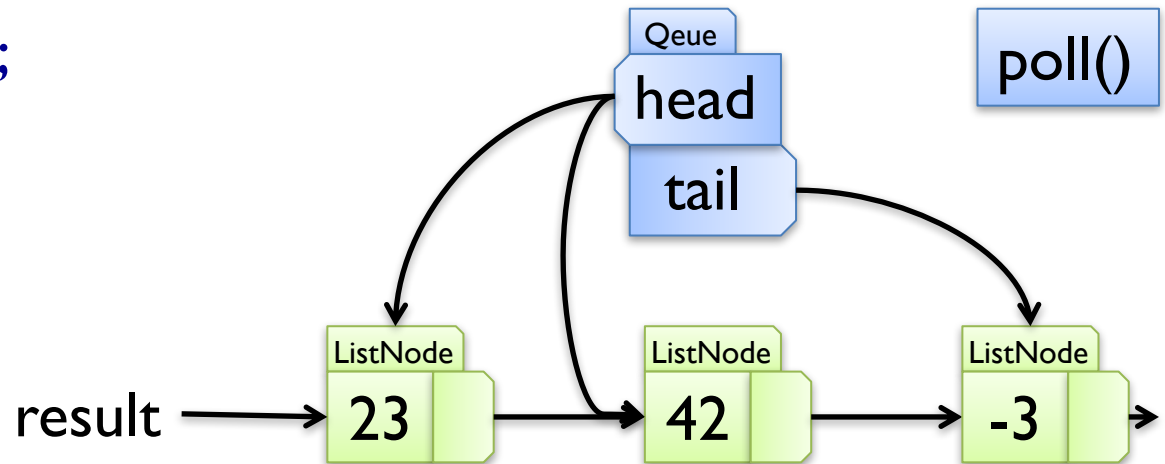 ;
Qeue
head
poll()
tail
ListNode
ListNode
ListNode
result
23
42
-3